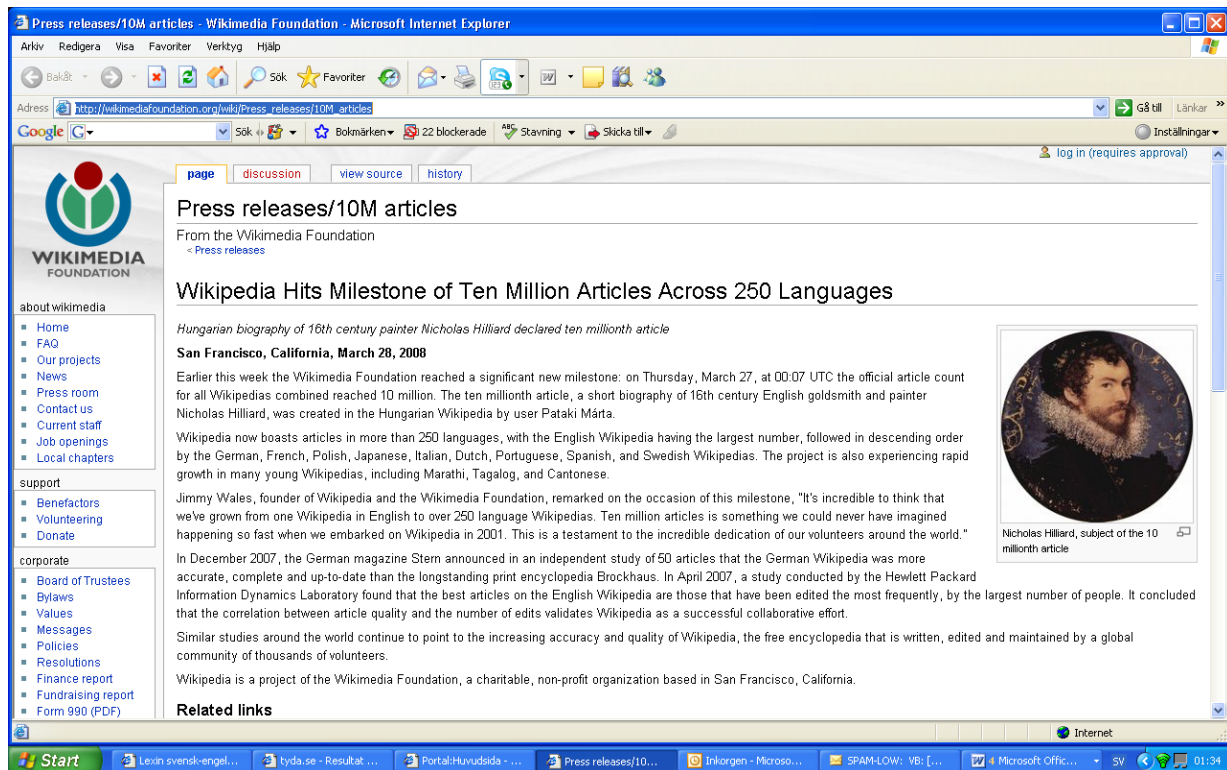 Press releases/10M articles - Wikimedia Foundation - Microsoft Internet Explorer
Arkiv Redigera Visa Favoriter Verktyg Hjälp
Bakåt Sök Favoriter
Adress http://wikimediafoundation.org/wiki/Press_releases/10M_articles Gå till Länkar »
Google G Sök Bokmärken 22 blockerade ABC Stavning Skicka till Inställningar
log in (requires approval)
page discussion view source history
Press releases/10M articles
From the Wikimedia Foundation
< Press releases
WIKIMEDIA
FOUNDATION
about wikimedia
Home
FAQ
Our projects
News
Press room
Contact us
Current staff
Job openings
Local chapters
support
Benefactors
Volunteering
Donate
corporate
Board of Trustees
Bylaws
Values
Messages
Policies
Resolutions
Finance report
Fundraising report
Form 990 (PDF)
Wikipedia Hits Milestone of Ten Million Articles Across 250 Languages
Hungarian biography of 16th century painter Nicholas Hilliard declared ten millionth article
San Francisco, California, March 28, 2008
Earlier this week the Wikimedia Foundation reached a significant new milestone: on Thursday, March 27, at 00:07 UTC the official article count
for all Wikipedias combined reached 10 million. The ten millionth article, a short biography of 16th century English goldsmith and painter
Nicholas Hilliard, was created in the Hungarian Wikipedia by user Pataki Márta.
Wikipedia now boasts articles in more than 250 languages, with the English Wikipedia having the largest number, followed in descending order
by the German, French, Polish, Japanese, Italian, Dutch, Portuguese, Spanish, and Swedish Wikipedias. The project is also experiencing rapid
growth in many young Wikipedias, including Marathi, Tagalog, and Cantonese.
Jimmy Wales, founder of Wikipedia and the Wikimedia Foundation, remarked on the occasion of this milestone, "It's incredible to think that
we've grown from one Wikipedia in English to over 250 language Wikipedias. Ten million articles is something we could never have imagined
happening so fast when we embarked on Wikipedia in 2001. This is a testament to the incredible dedication of our volunteers around the world."
Nicholas Hilliard, subject of the 10
millionth article
In December 2007, the German magazine Stern announced in an independent study of 50 articles that the German Wikipedia was more
accurate, complete and up-to-date than the longstanding print encyclopedia Brockhaus. In April 2007, a study conducted by the Hewlett Packard
Information Dynamics Laboratory found that the best articles on the English Wikipedia are those that have been edited the most frequently, by the largest number of people. It concluded
that the correlation between article quality and the number of edits validates Wikipedia as a successful collaborative effort.
Similar studies around the world continue to point to the increasing accuracy and quality of Wikipedia, the free encyclopedia that is written, edited and maintained by a global
community of thousands of volunteers.
Wikipedia is a project of the Wikimedia Foundation, a charitable, non-profit organization based in San Francisco, California.
Related links
Internet
Start Lexin svensk-engel... tyda.se - Resultat ... Portal:Huvudsida - ... Press releases/10... Inkorgen - Microso... SPAM-LOW: VB: [... 4 Microsoft Offic... SV 01:34